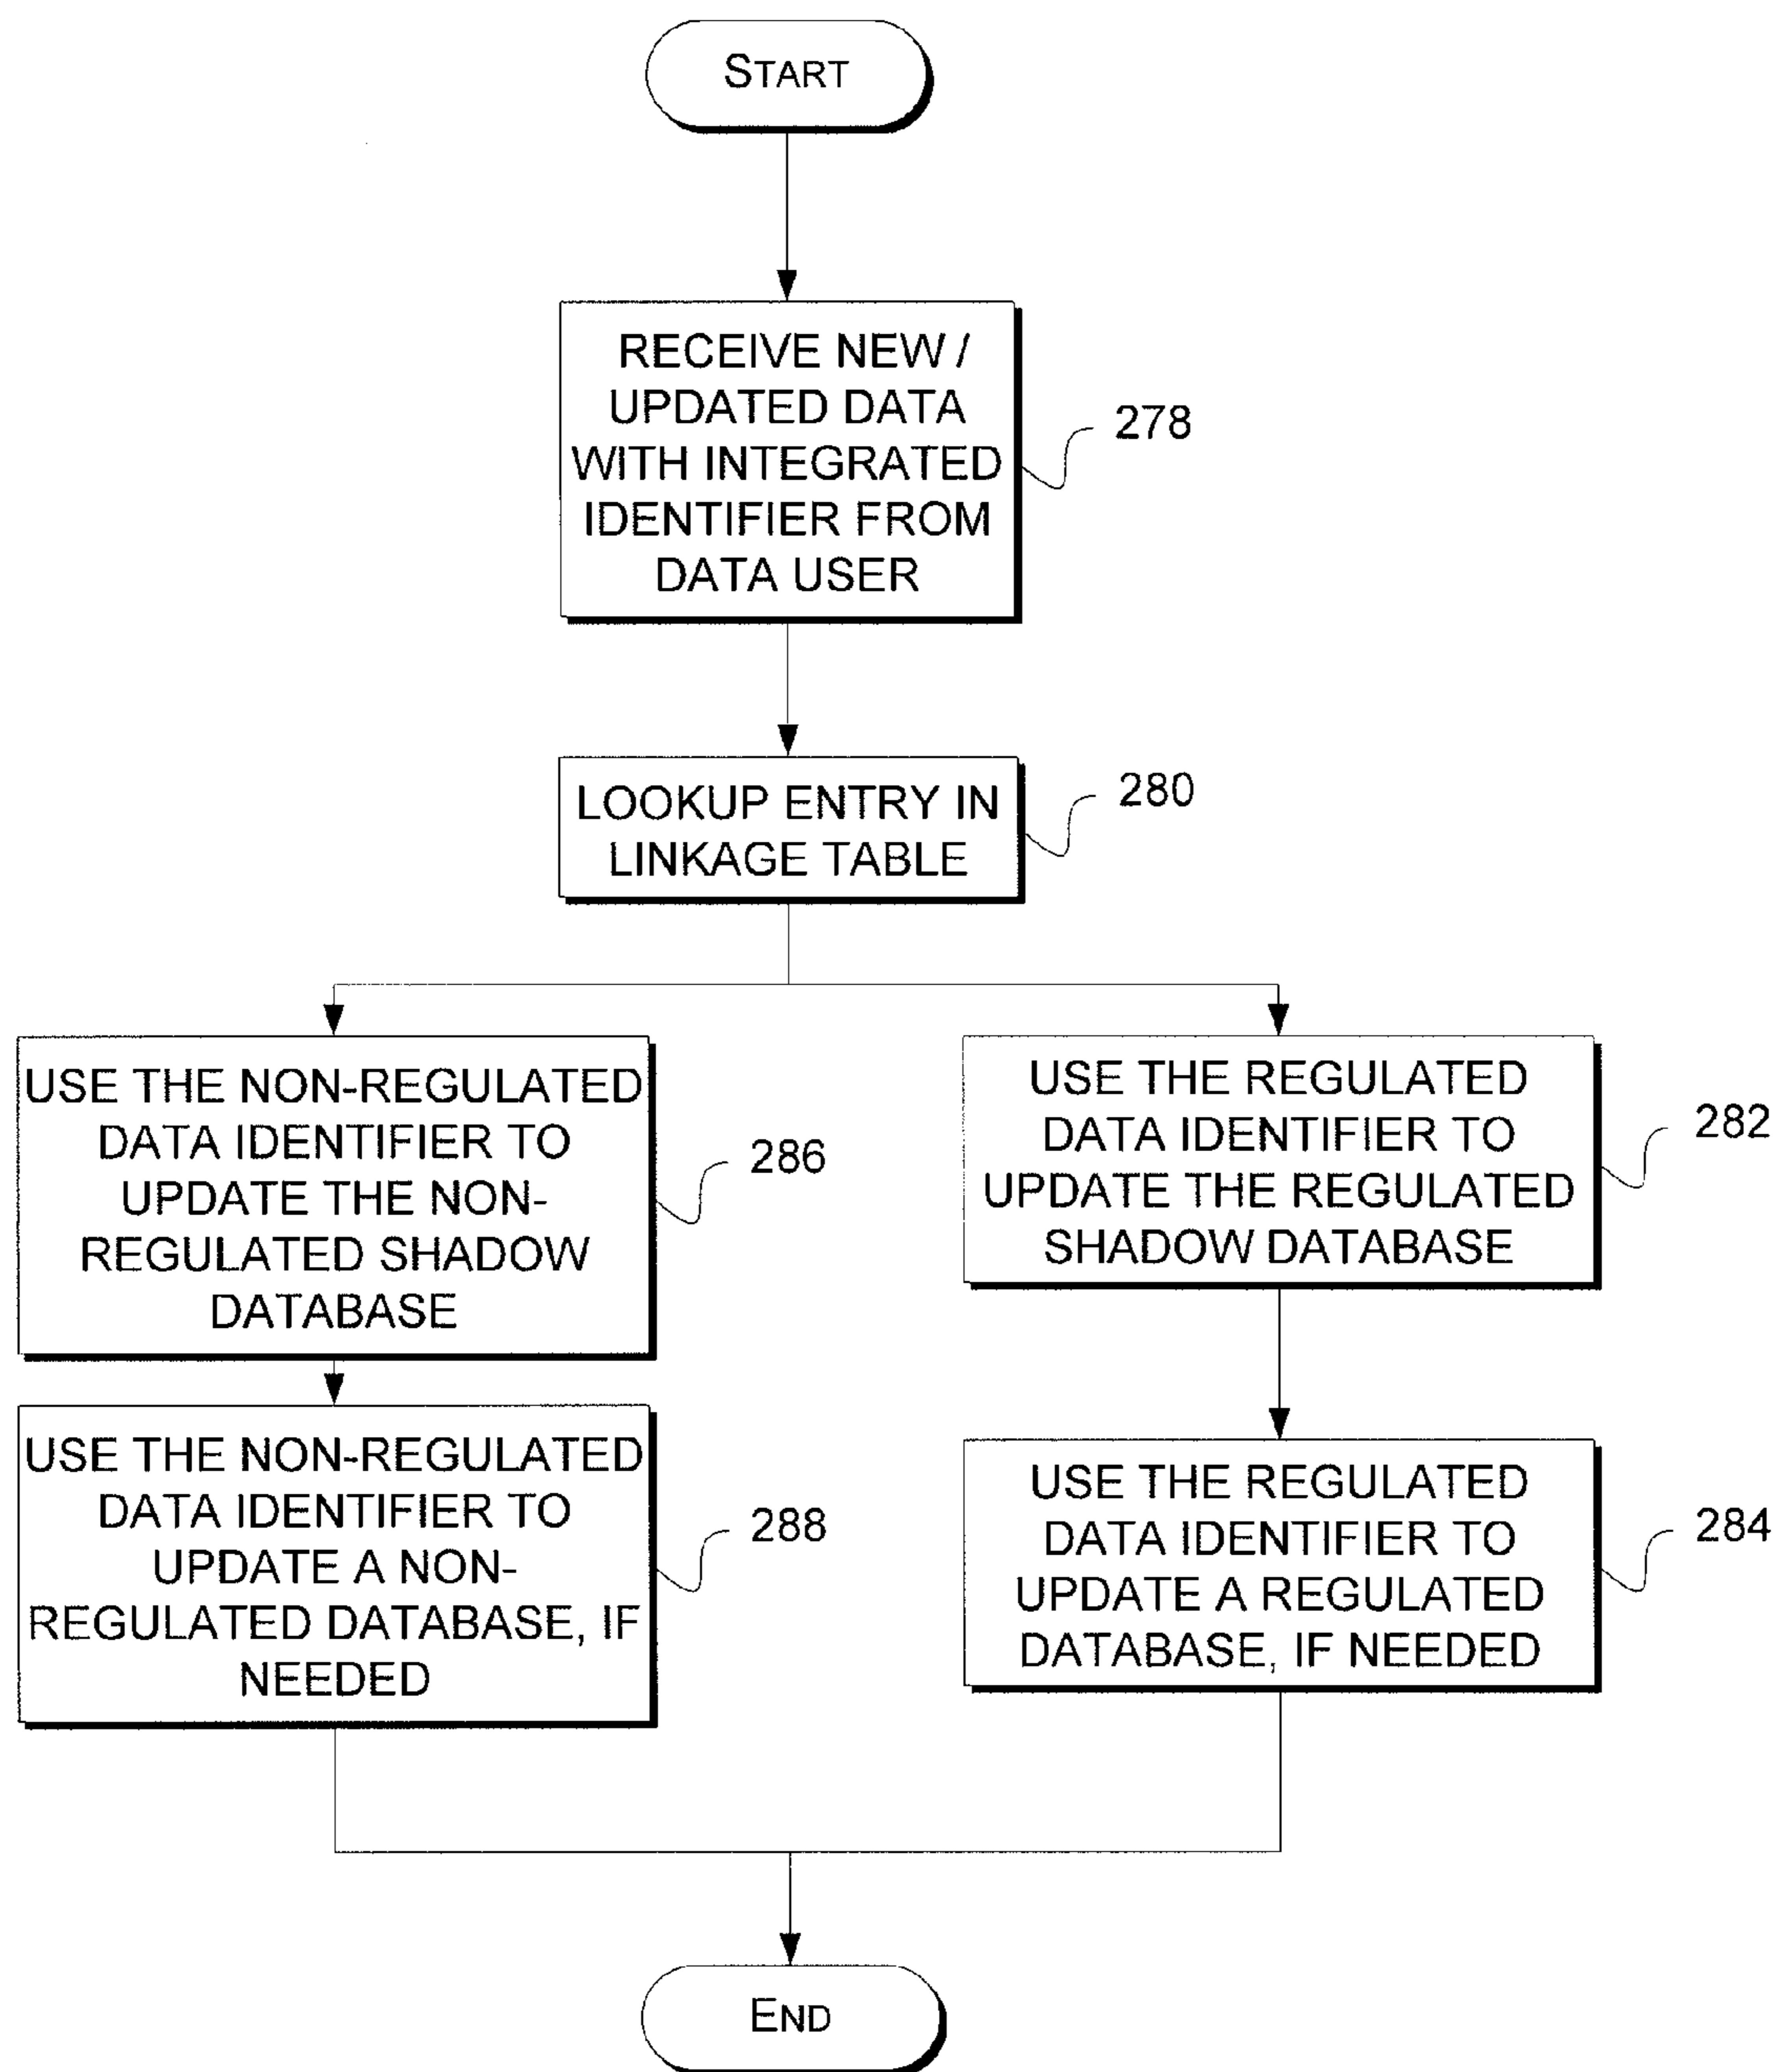 START
RECEIVE NEW /
UPDATED DATA
WITH INTEGRATED
IDENTIFIER FROM
DATA USER
278
LOOKUP ENTRY IN
LINKAGE TABLE
280
USE THE NON-REGULATED
DATA IDENTIFIER TO
UPDATE THE NON-
REGULATED SHADOW
DATABASE
286
USE THE REGULATED
DATA IDENTIFIER TO
UPDATE THE REGULATED
SHADOW DATABASE
282
USE THE NON-REGULATED
DATA IDENTIFIER TO
UPDATE A NON-
REGULATED DATABASE, IF
NEEDED
288
USE THE REGULATED
DATA IDENTIFIER TO
UPDATE A REGULATED
DATABASE, IF NEEDED
284
END